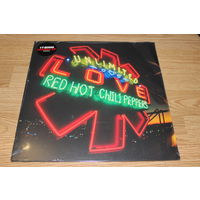 UNLIMITED
LOVE
RED HOT CHILI PEPPERS